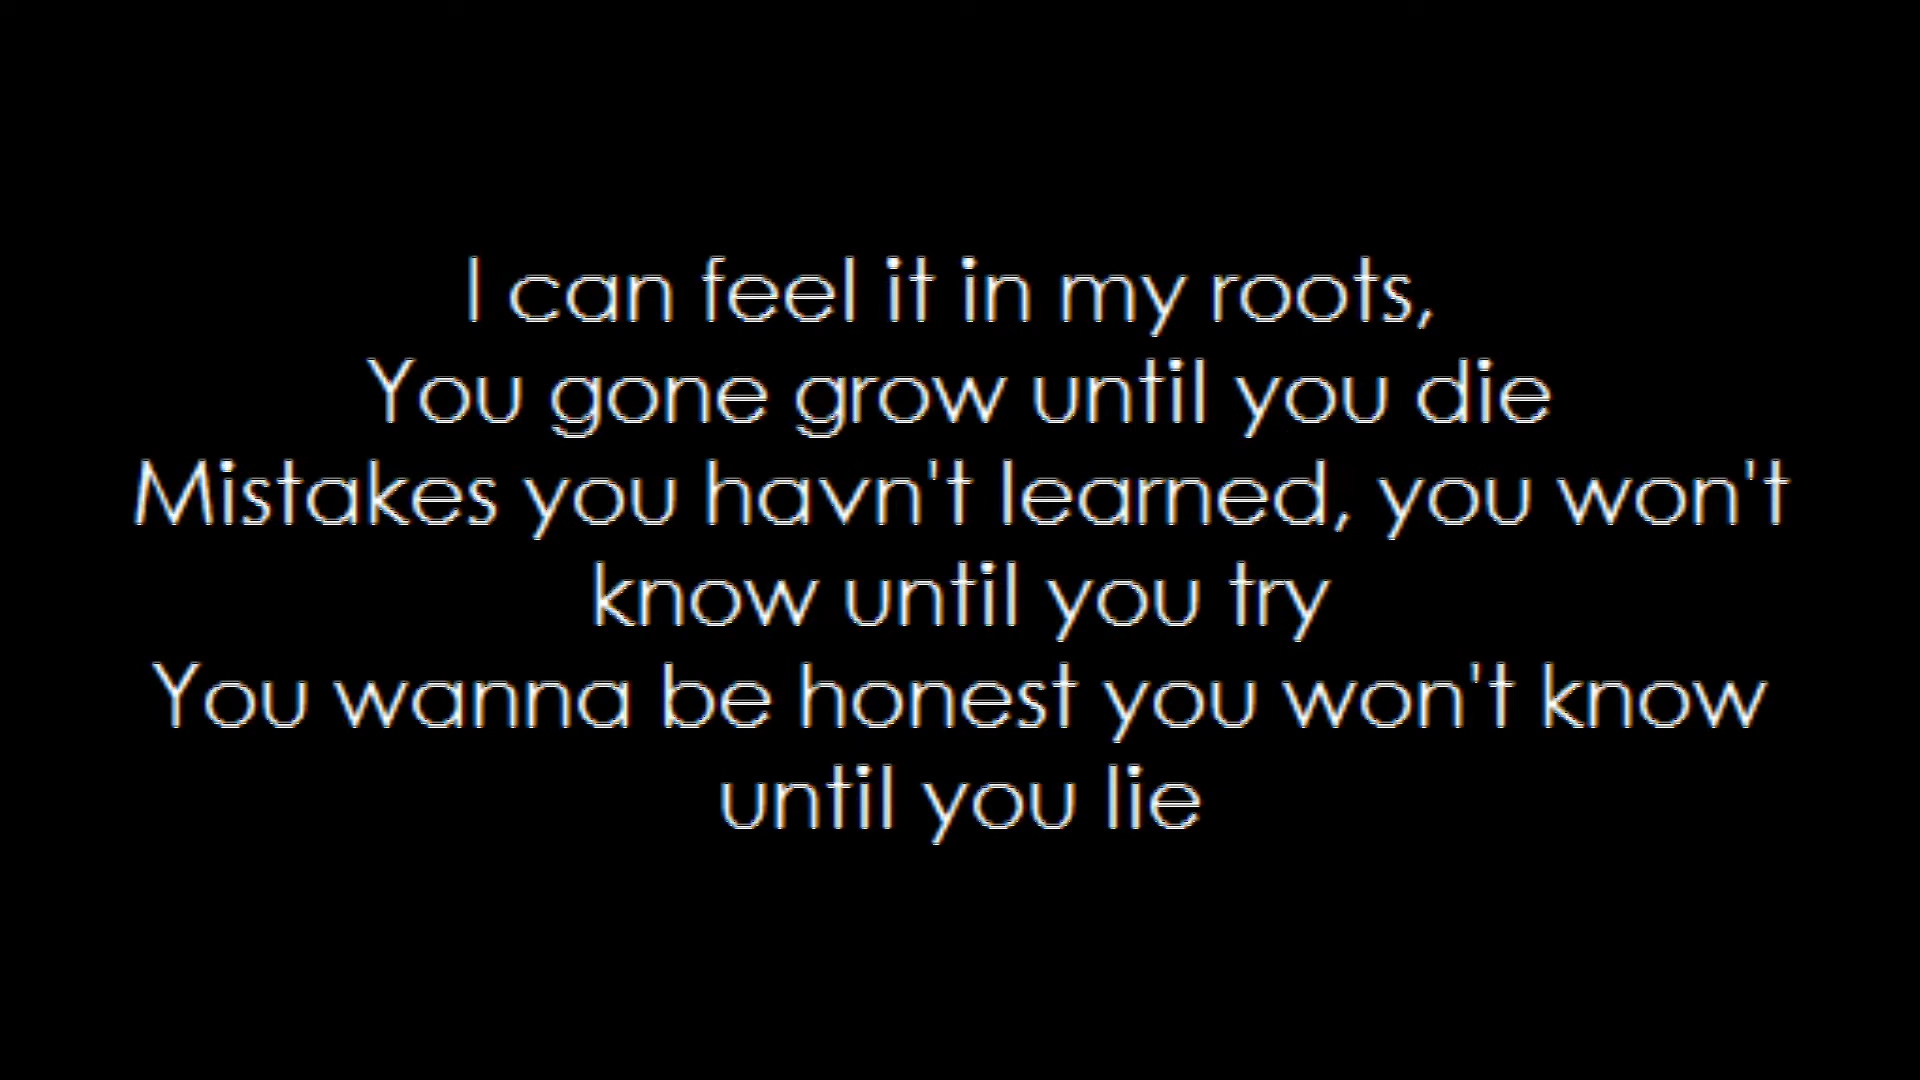 I can feel it in my roots,
You gone grow until you die
Mistakes you havn't learned, you won't
know until you try
You wanna be honest you won't know
until you lie